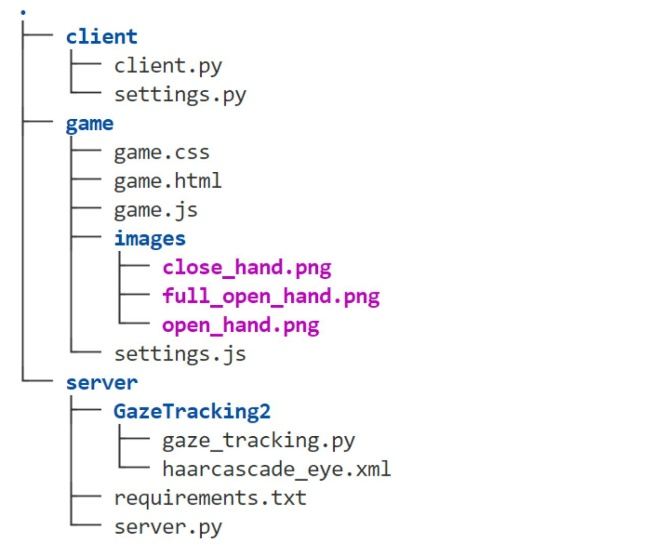 .
client
client.py
settings.py
game
game.css
game.html
game.js
images
close_hand.png
full_open_hand.png
open_hand.png
settings.js
server
GazeTracking2
gaze_tracking.py
haarcascade_eye.xml
requirements.txt
server.py